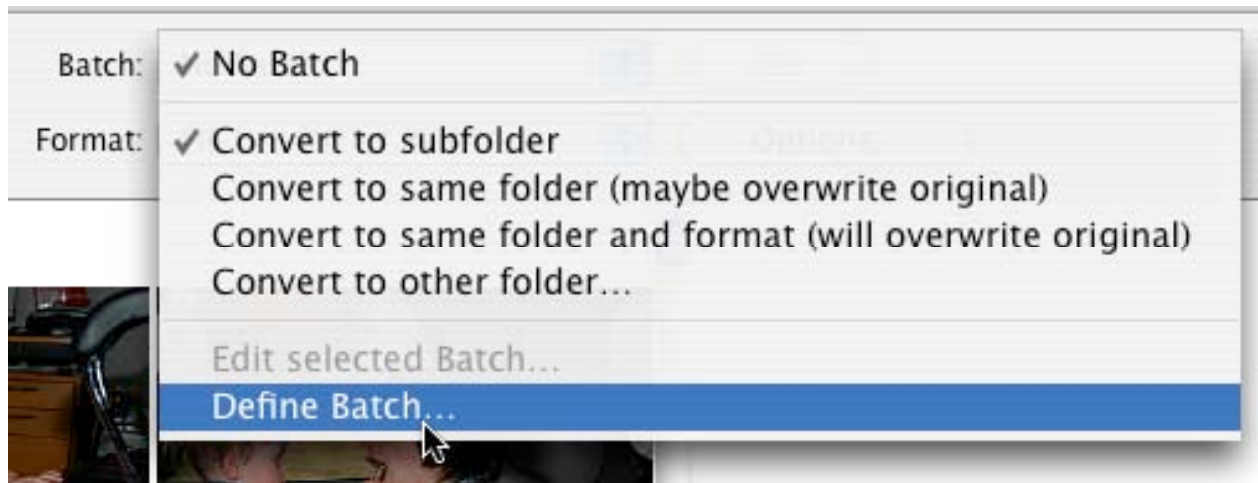 Batch: ✓ No Batch
Format: ✓ Convert to subfolder
Options
Convert to same folder (maybe overwrite original)
Convert to same folder and format (will overwrite original)
Convert to other folder...
Edit selected Batch...
Define Batch...